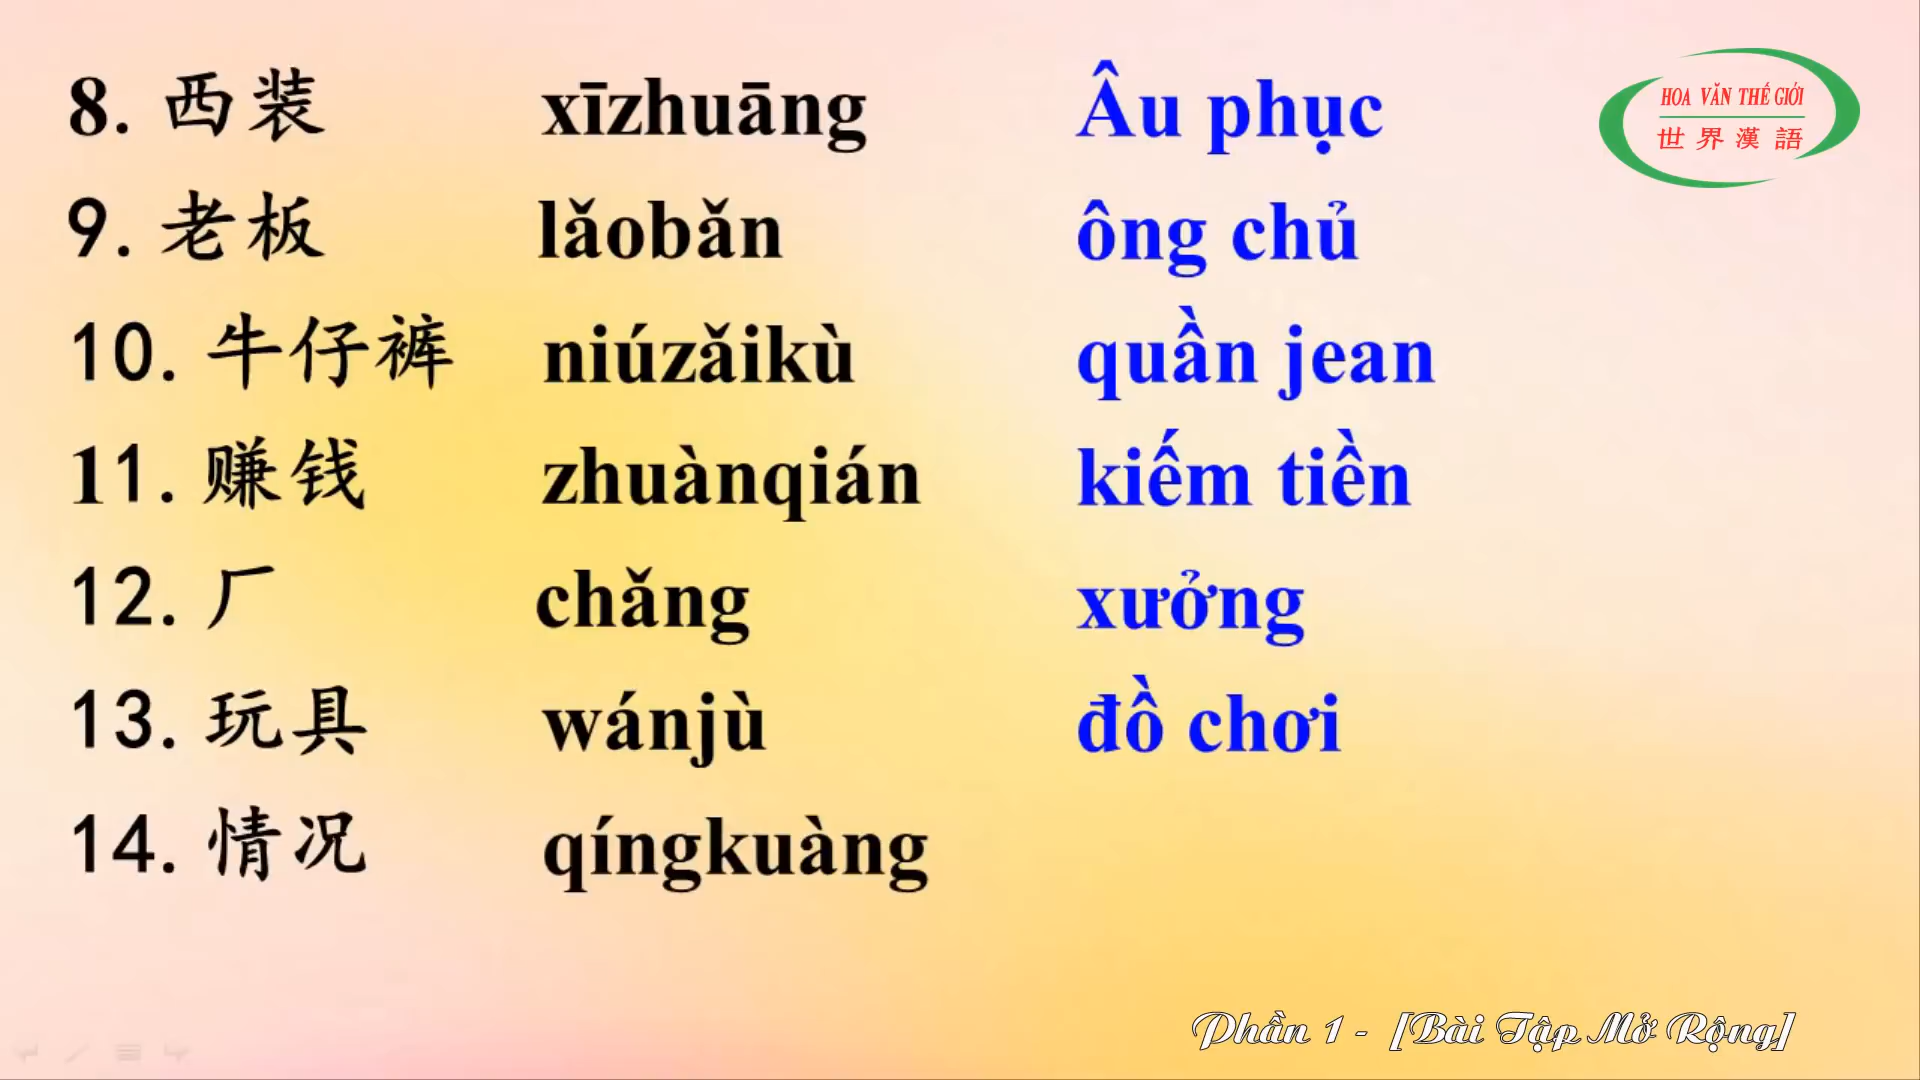 8. 西装 xīzhuāng Âu phục
9. 老板 lǎobǎn ông chủ
10. 牛仔裤 niúzǎikù quần jean
11. 赚钱 zhuànqián kiếm tiền
12. 厂 chǎng xưởng
13. 玩具 wánjù đồ chơi
14. 情况 qíngkuàng
HOA VĂN THẾ GIỚI
世界漢語
Phần 1 - [Bài Tập Mở Rộng]